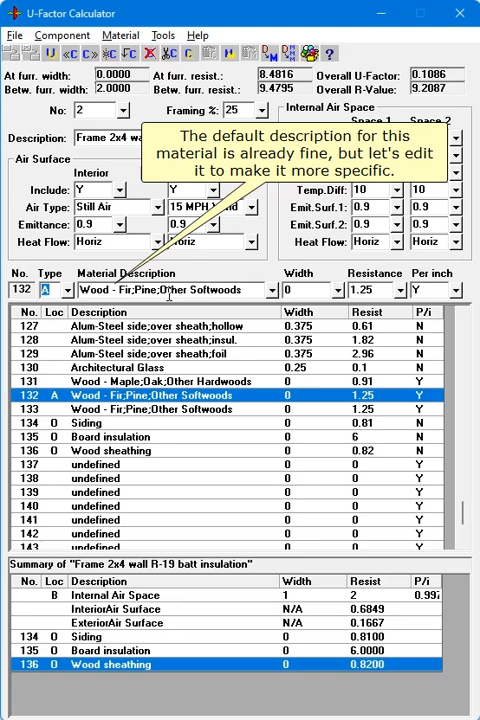 U-Factor Calculator
File Component Material Tools Help
At furr. width: 0.0000 At furr. resist.: 8.4816 Overall U-Factor: 0.1086
Betw. furr. width: 2.0000 Betw. furr. resist.: 9.4795 Overall R-Value: 9.2087
No: 2 Framing %: 25 Internal Air Space
Space 1 Space 2
Description: Frame 2x4 wa
The default description for this
material is already fine, but let's edit
it to make it more specific.
Air Surface
Interior
Include: Y Y
Temp.Diff: 10 10
Air Type: Still Air 15 MPH Wind Emit.Surf.1: 0.9 0.9
Emittance: 0.9 0.9 Emit.Surf.2: 0.9 0.9
Heat Flow: Horiz Horiz Heat Flow: Horiz Horiz
No. Type Material Description Width Resistance Per inch
132 A Wood - Fir;Pine;Other Softwoods 0 1.25 Y
No. Loc Description Width Resist P/i
127 Alum-Steel side;over sheath;hollow 0.375 0.61 N
128 Alum-Steel side;over sheath;insul. 0.375 1.82 N
129 Alum-Steel side;over sheath;foil 0.375 2.96 N
130 Architectural Glass 0.25 0.1 N
131 Wood - Maple;Oak;Other Hardwoods 0 0.91 Y
132 A Wood - Fir;Pine;Other Softwoods 0 1.25 Y
133 Wood - Fir;Pine;Other Softwoods 0 1.25 Y
134 O Siding 0 0.81 N
135 O Board insulation 0 6 N
136 O Wood sheathing 0 0.82 N
137 undefined 0 0 Y
138 undefined 0 0 Y
139 undefined 0 0 Y
140 undefined 0 0 Y
141 undefined 0 0 Y
142 undefined 0 0 Y
143 undefined 0 0 Y
Summary of "Frame 2x4 wall R-19 batt insulation"
No. Loc Description Width Resist P/i
B Internal Air Space 1 2 0.99
InteriorAir Surface N/A 0.6849
ExteriorAir Surface N/A 0.1667
134 O Siding 0 0.8100
135 O Board insulation 0 6.0000
136 O Wood sheathing 0 0.8200